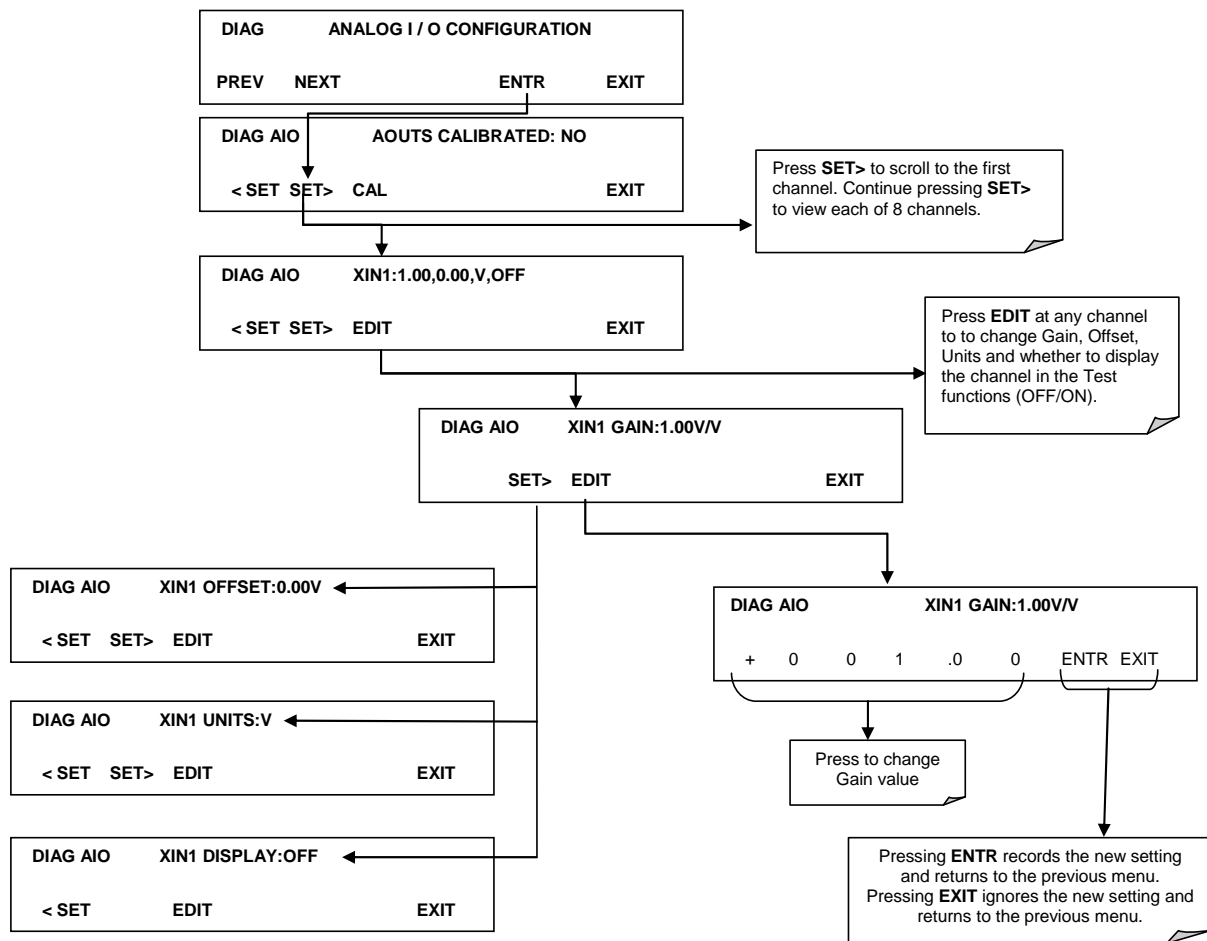 DIAG ANALOG I / O CONFIGURATION
PREV NEXT ENTR EXIT
DIAG AIO AOUTS CALIBRATED: NO
< SET SET> CAL EXIT
Press SET> to scroll to the first
channel. Continue pressing SET>
to view each of 8 channels.
DIAG AIO XIN1:1.00,0.00,V,OFF
< SET SET> EDIT EXIT
Press EDIT at any channel
to to change Gain, Offset,
Units and whether to display
the channel in the Test
functions (OFF/ON).
DIAG AIO XIN1 GAIN:1.00V/V
SET> EDIT EXIT
DIAG AIO XIN1 OFFSET:0.00V
< SET SET> EDIT EXIT
DIAG AIO XIN1 GAIN:1.00V/V
+ 0 0 1 .0 0 ENTR EXIT
DIAG AIO XIN1 UNITS:V
< SET SET> EDIT EXIT
Press to change
Gain value
DIAG AIO XIN1 DISPLAY:OFF
< SET EDIT EXIT
Pressing ENTR records the new setting
and returns to the previous menu.
Pressing EXIT ignores the new setting and
returns to the previous menu.